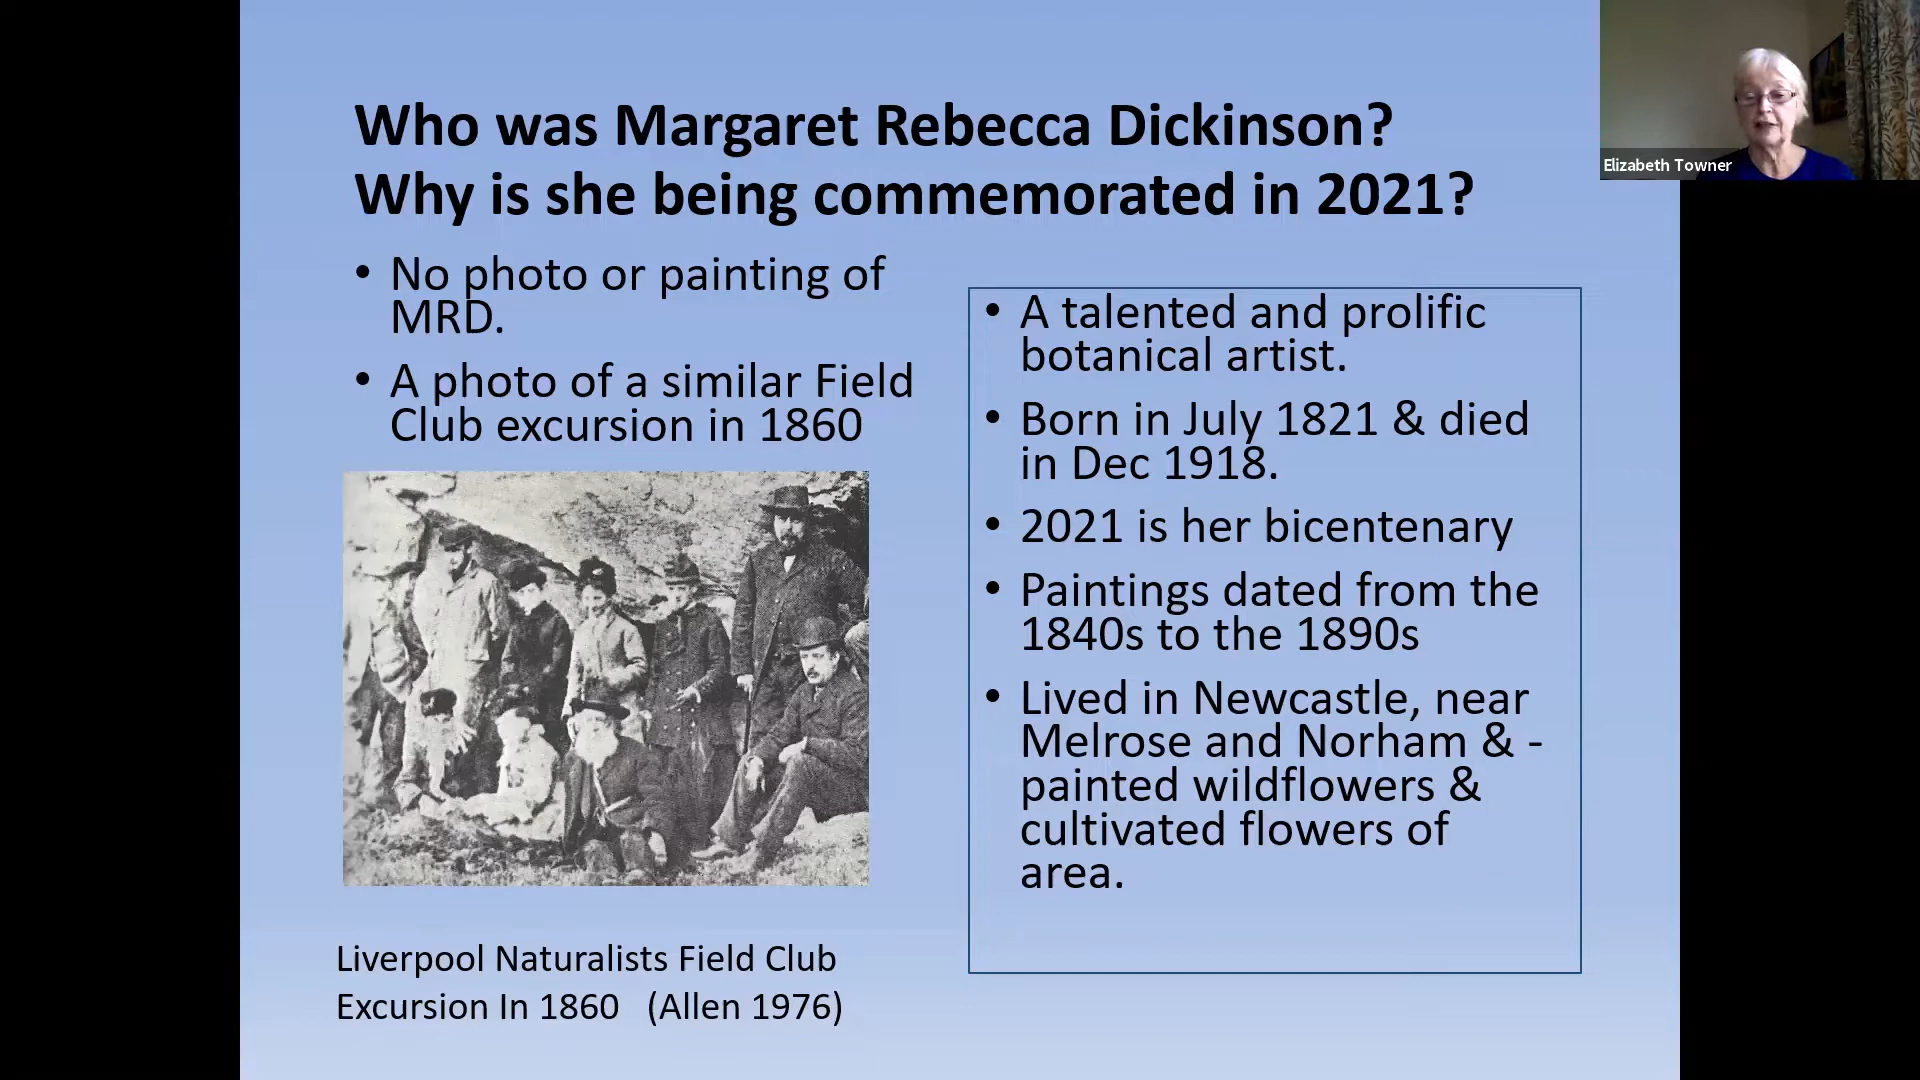 Who was Margaret Rebecca Dickinson?
Why is she being commemorated in 2021?
• No photo or painting of
MRD.
• A photo of a similar Field
Club excursion in 1860
Liverpool Naturalists Field Club
Excursion In 1860 (Allen 1976)
• A talented and prolific
botanical artist.
• Born in July 1821 & died
in Dec 1918.
• 2021 is her bicentenary
• Paintings dated from the
1840s to the 1890s
• Lived in Newcastle, near
Melrose and Norham & -
painted wildflowers &
cultivated flowers of
area.
Elizabeth Towner